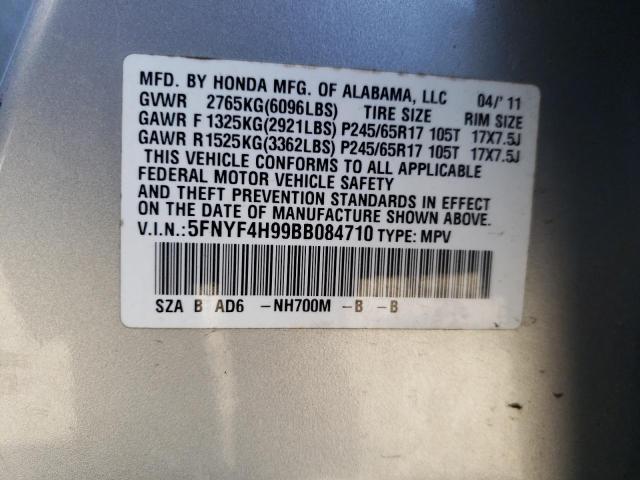 MFD. BY HONDA MFG. OF ALABAMA, LLC 04/'11
GVWR 2765KG(6096LBS) TIRE SIZE RIM SIZE
GAWR F 1325KG(2921LBS) P245/65R17 105T 17X7.5J
GAWR R1525KG(3362LBS) P245/65R17 105T 17X7.5J
THIS VEHICLE CONFORMS TO ALL APPLICABLE
FEDERAL MOTOR VEHICLE SAFETY
AND THEFT PREVENTION STANDARDS IN EFFECT
ON THE DATE OF MANUFACTURE SHOWN ABOVE.
V.I.N.:5FNYF4H99BB084710 TYPE: MPV
SZA B AD6 -NH700M -B -B